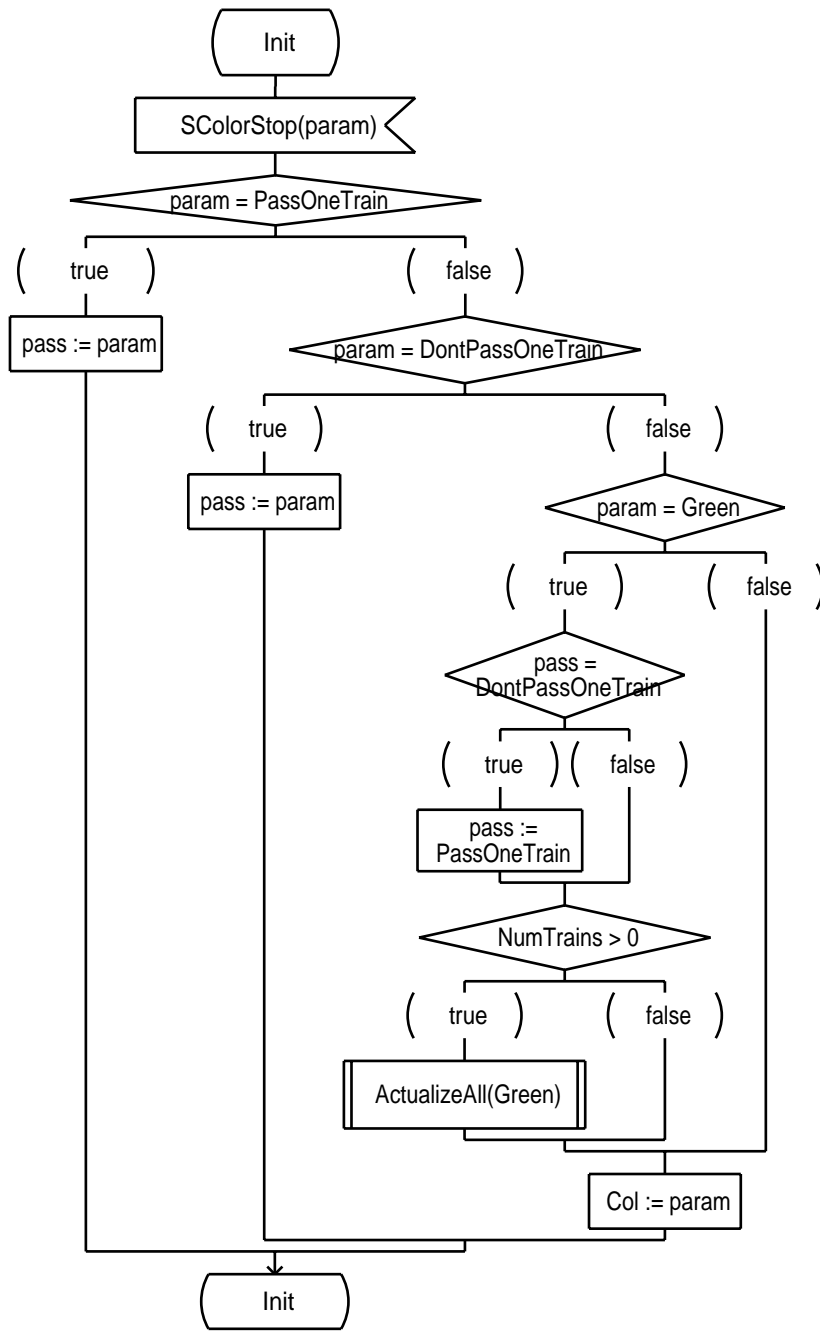 Init
SColorStop(param)
param = PassOneTrain
( true )
( false )
pass := param
param = DontPassOneTrain
( true )
( false )
pass := param
param = Green
( true )
( false )
pass =
DontPassOneTrain
( true )
( false )
pass :=
PassOneTrain
NumTrains > 0
( true )
( false )
ActualizeAll(Green)
Col := param
Init